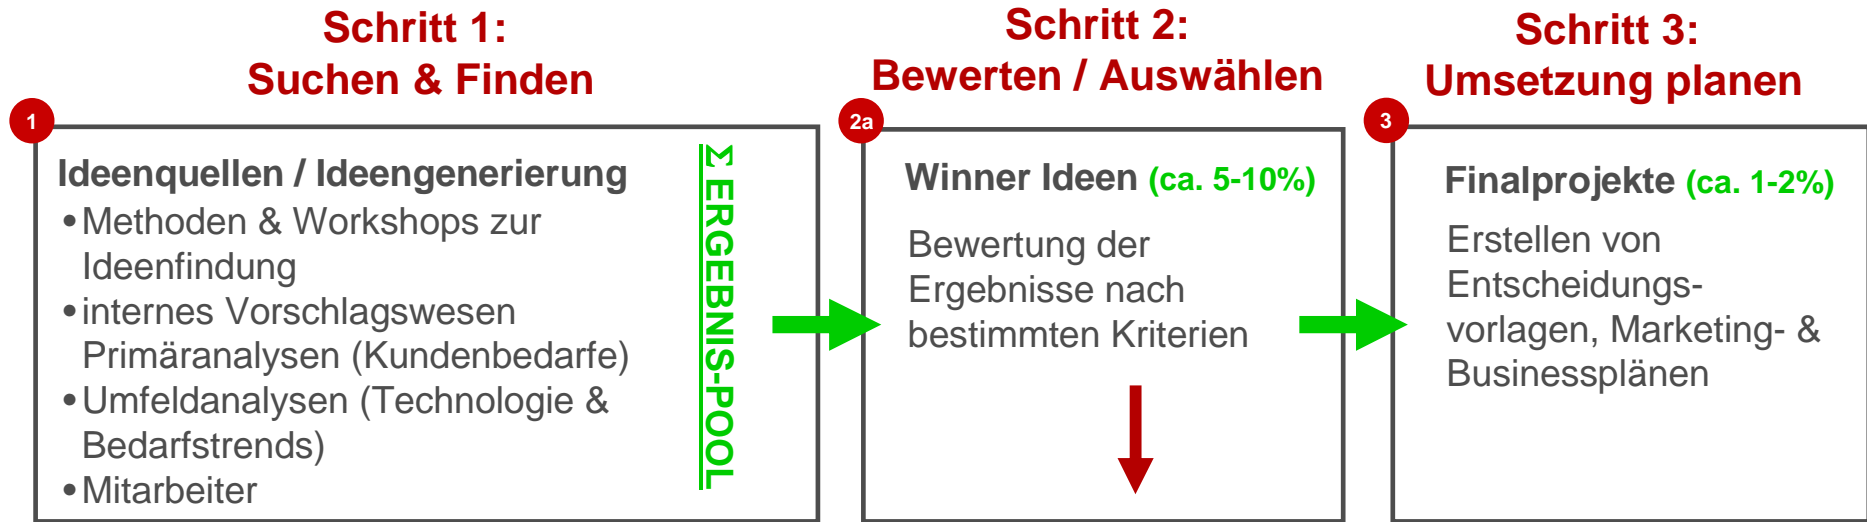 Schritt 1:
Suchen & Finden
1
Ideenquellen / Ideengenerierung
•Methoden & Workshops zur
Ideenfindung
•internes Vorschlagswesen
Primäranalysen (Kundenbedarfe)
•Umfeldanalysen (Technologie &
Bedarfstrends)
•Mitarbeiter
Σ ERGEBNIS-POOL
Schritt 2:
Bewerten / Auswählen
2a
Winner Ideen (ca. 5-10%)
Bewertung der
Ergebnisse nach
bestimmten Kriterien
Schritt 3:
Umsetzung planen
3
Finalprojekte (ca. 1-2%)
Erstellen von
Entscheidungs-
vorlagen, Marketing- &
Businessplänen